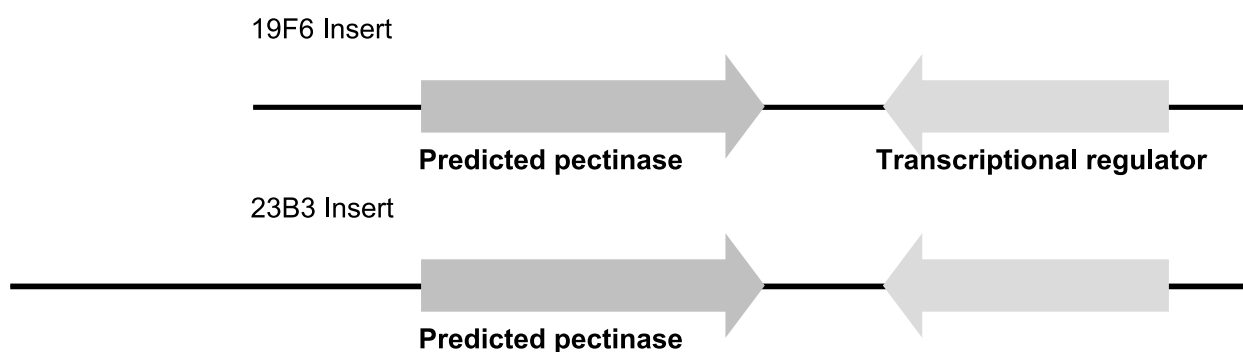 19F6 Insert
Predicted pectinase Transcriptional regulator
23B3 Insert
Predicted pectinase